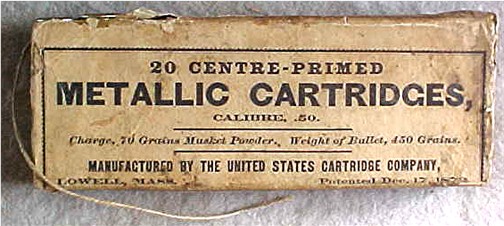 20 CENTRE-PRIMED
METALLIC CARTRIDGES,
CALIBRE, .50.
Charge, 70 Grains Musket Powder. Weight of Bullet, 450 Grains.
MANUFACTURED BY THE UNITED STATES CARTRIDGE COMPANY,
LOWELL, MASS. Patented Dec. 17,